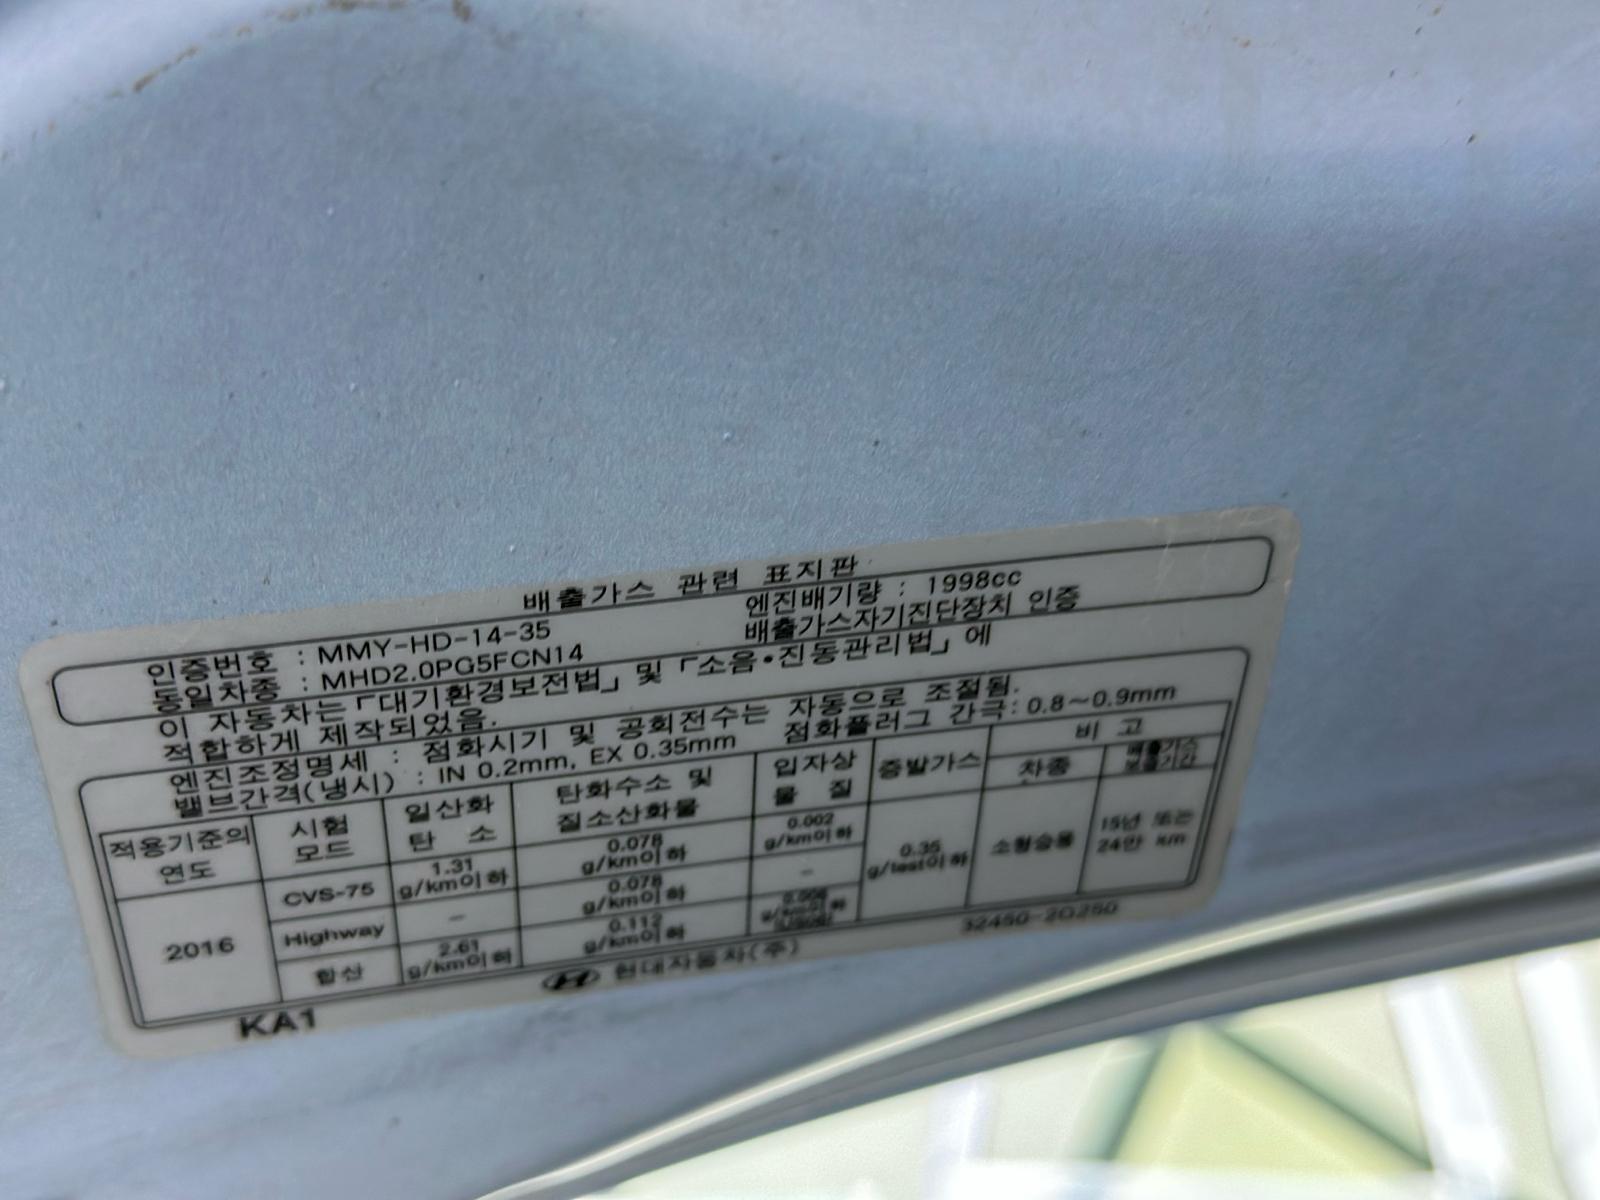 배출가스 관련 표지판
인증번호 : MMY-HD-14-35 엔진배기량 : 1998cc
동일차종 : MHD2.0PG5FCN14 배출가스자기진단장치 인증
이 자동차는「대기환경보전법」및「소음•진동관리법」에
적합하게 제작되었음.
엔진조정명세 : 점화시기 및 공회전수는 자동으로 조절됨.
밸브간격(냉시) : IN 0.2mm, EX 0.35mm 점화플러그 간극: 0.8~0.9mm
적용기준의 연도 시험 모드 일산화 탄 소 탄화수소 및 질소산화물 입자상 물 질 증발가스 비 고
차종 배출가스 보증기간
2016 CVS-75 1.31 g/km이하 0.078 g/km이하 0.002 g/km이하 0.35 g/test이하 소형승용 15년 또는 24만 km
Highway - 0.078 g/km이하 -
합산 2.61 g/km이하 0.112 g/km이하 g/km이하
KA1 현대자동차(주) 32450-2G250